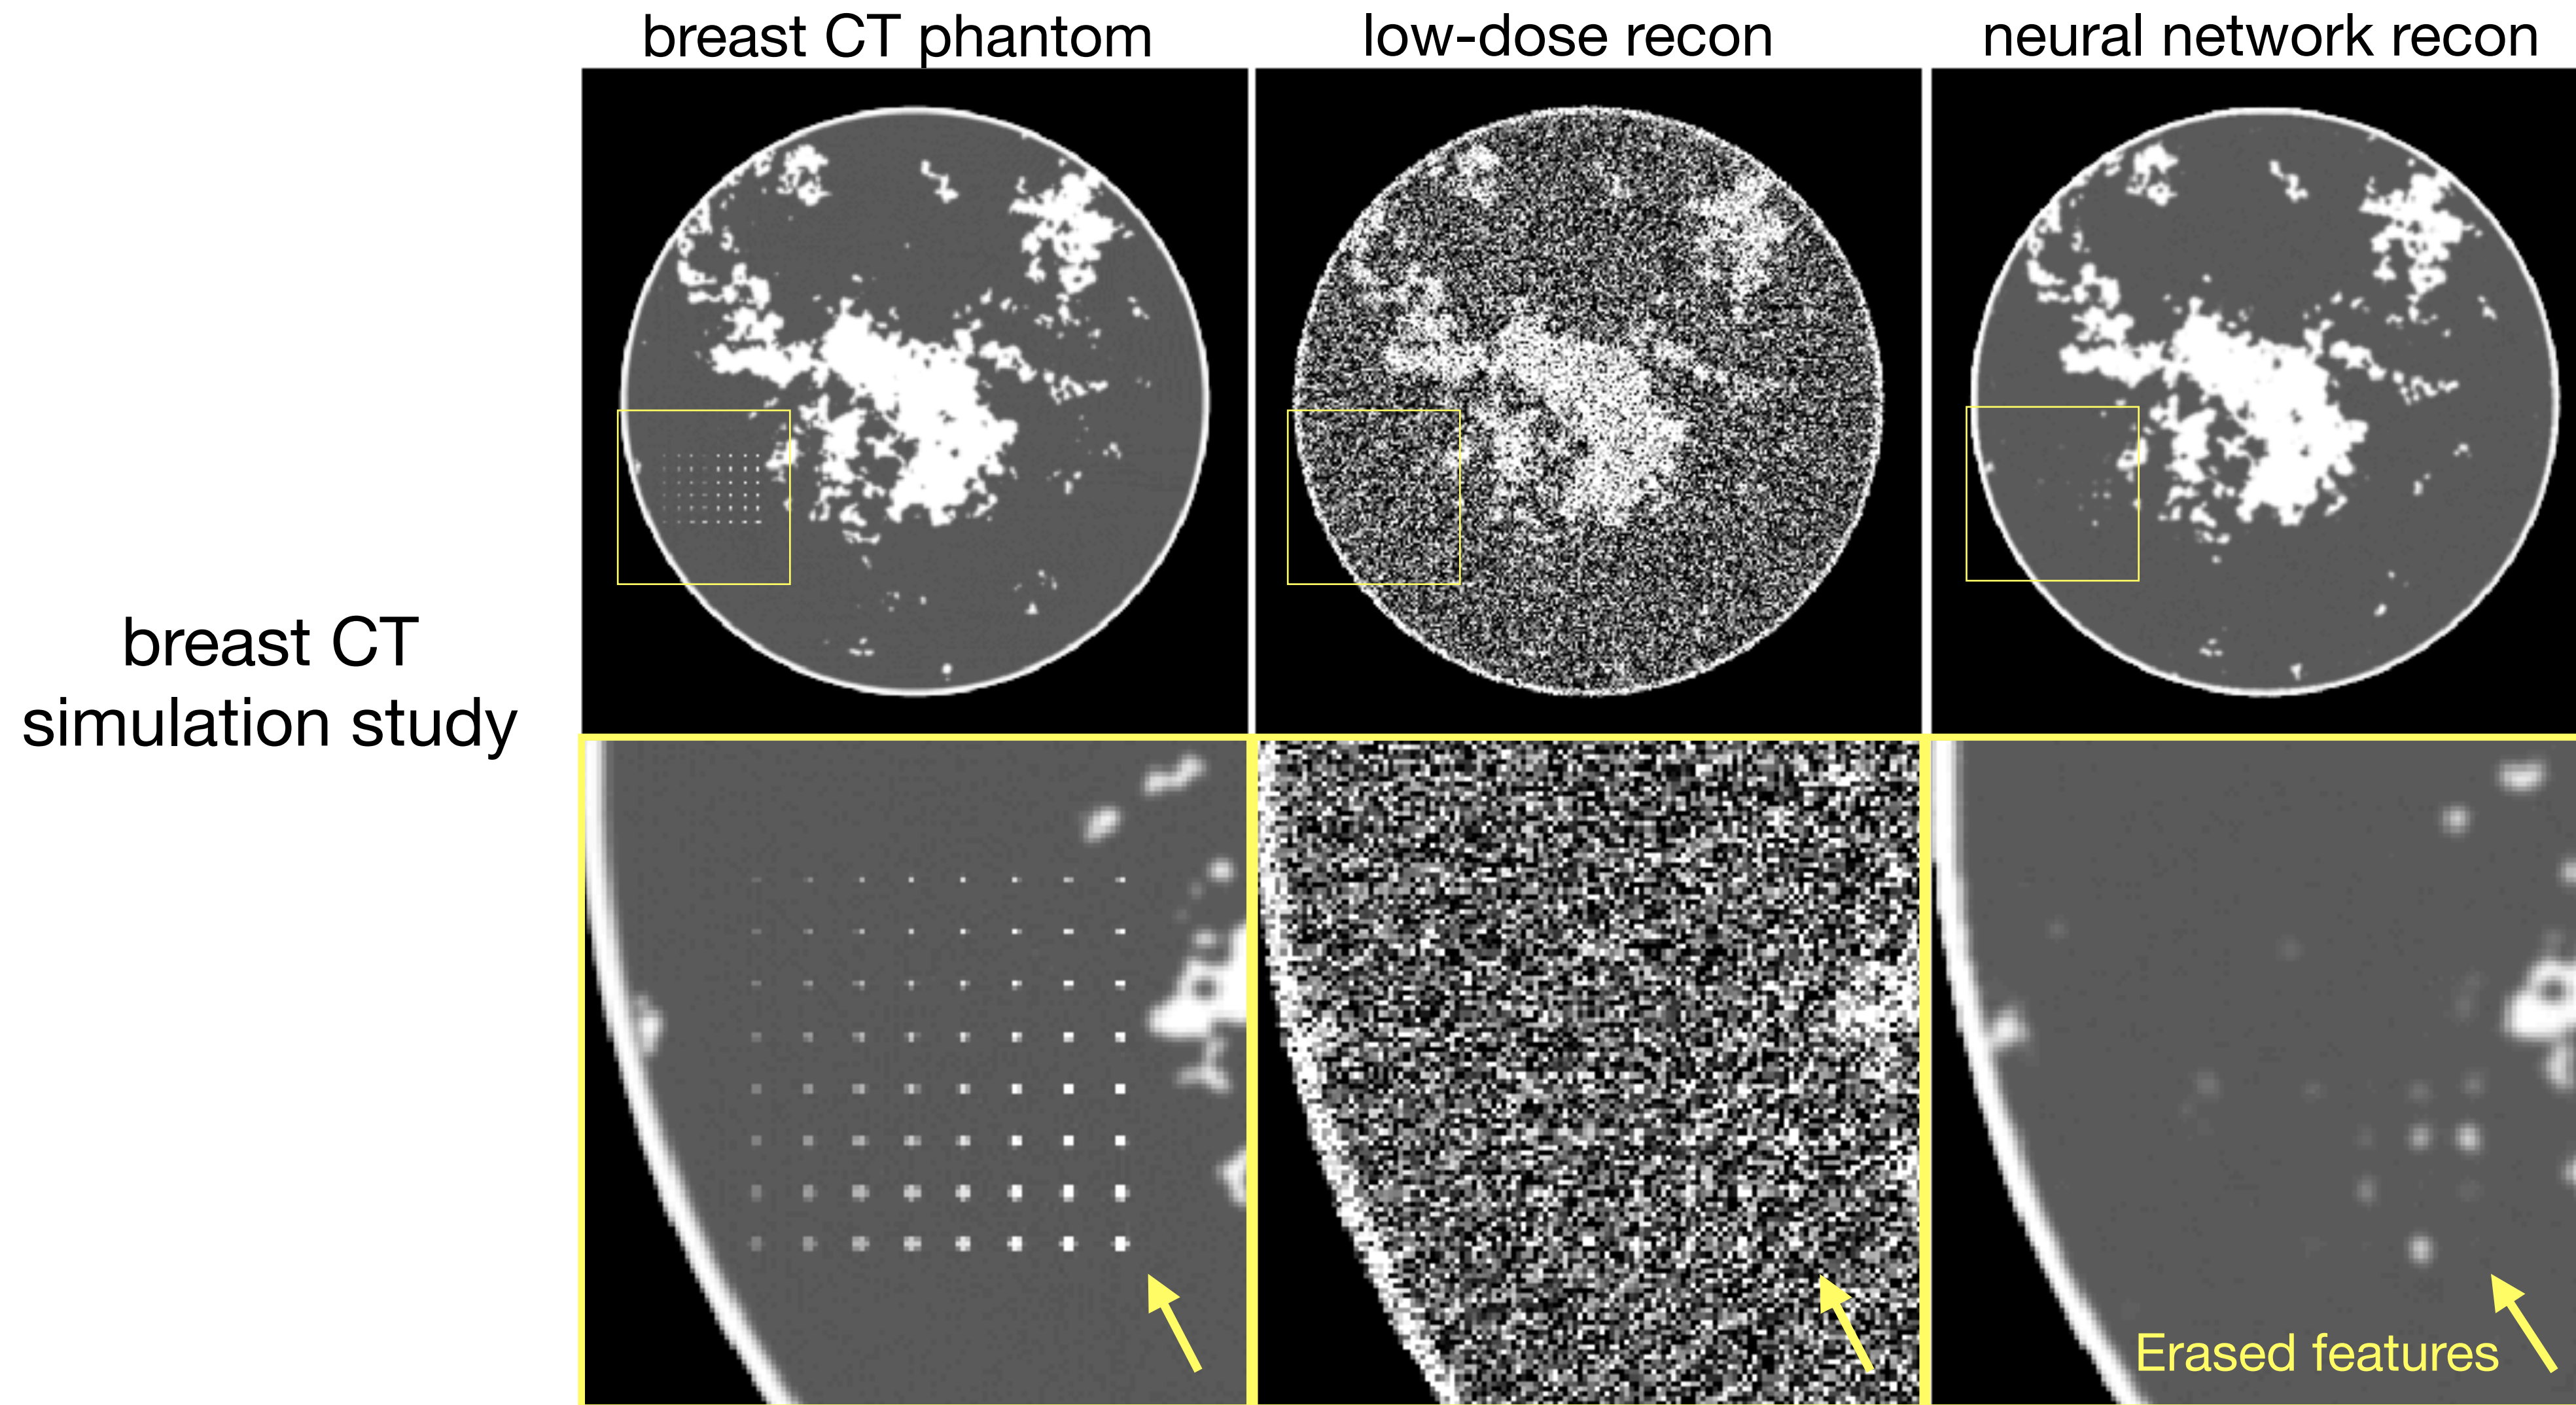 breast CT phantom
low-dose recon
neural network recon
breast CT
simulation study
Erased features